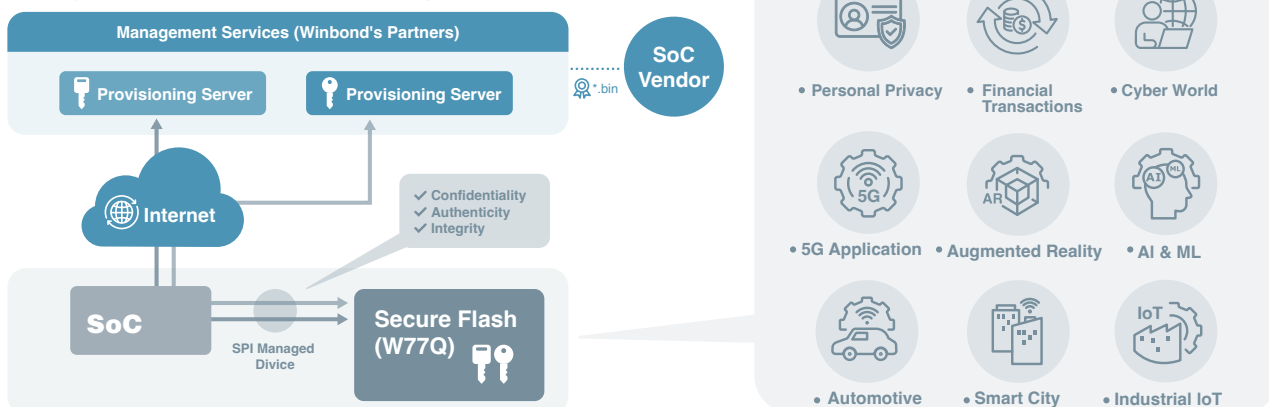 Management Services (Winbond's Partners)
Provisioning Server
Provisioning Server
SoC
Vendor
*.bin
Internet
✓ Confidentiality
✓ Authenticity
✓ Integrity
SoC
SPI Managed
Divice
Secure Flash
(W77Q)
• Personal Privacy
• Financial
Transactions
• Cyber World
5G
• 5G Application
AR
• Augmented Reality
AI
ML
• AI & ML
• Automotive
• Smart City
IoT
• Industrial IoT